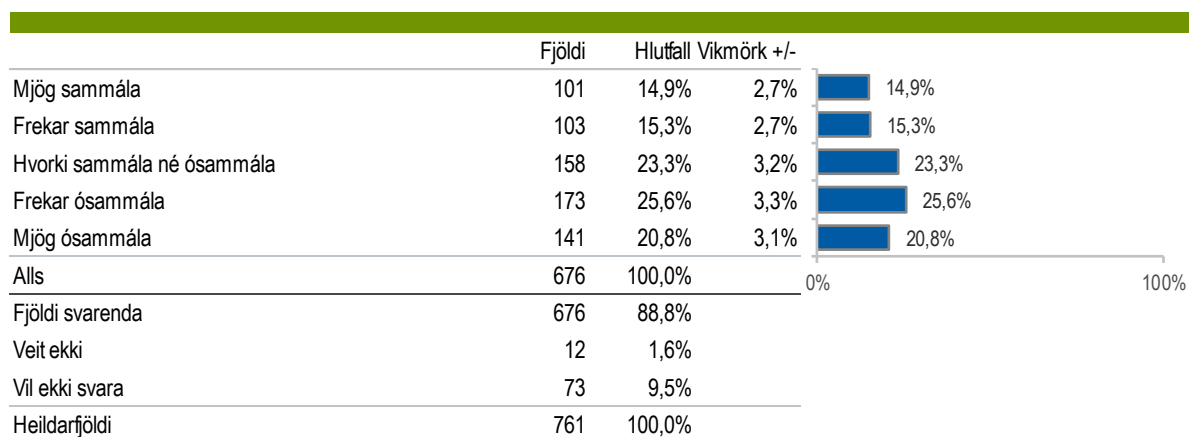 Fjöldi Hlutfall Vikmörk +/-
Mjög sammála 101 14,9% 2,7% 14,9%
Frekar sammála 103 15,3% 2,7% 15,3%
Hvorki sammála né ósammála 158 23,3% 3,2% 23,3%
Frekar ósammála 173 25,6% 3,3% 25,6%
Mjög ósammála 141 20,8% 3,1% 20,8%
Alls 676 100,0% 0% 100%
Fjöldi svarenda 676 88,8%
Veit ekki 12 1,6%
Vil ekki svara 73 9,5%
Heildarfjöldi 761 100,0%